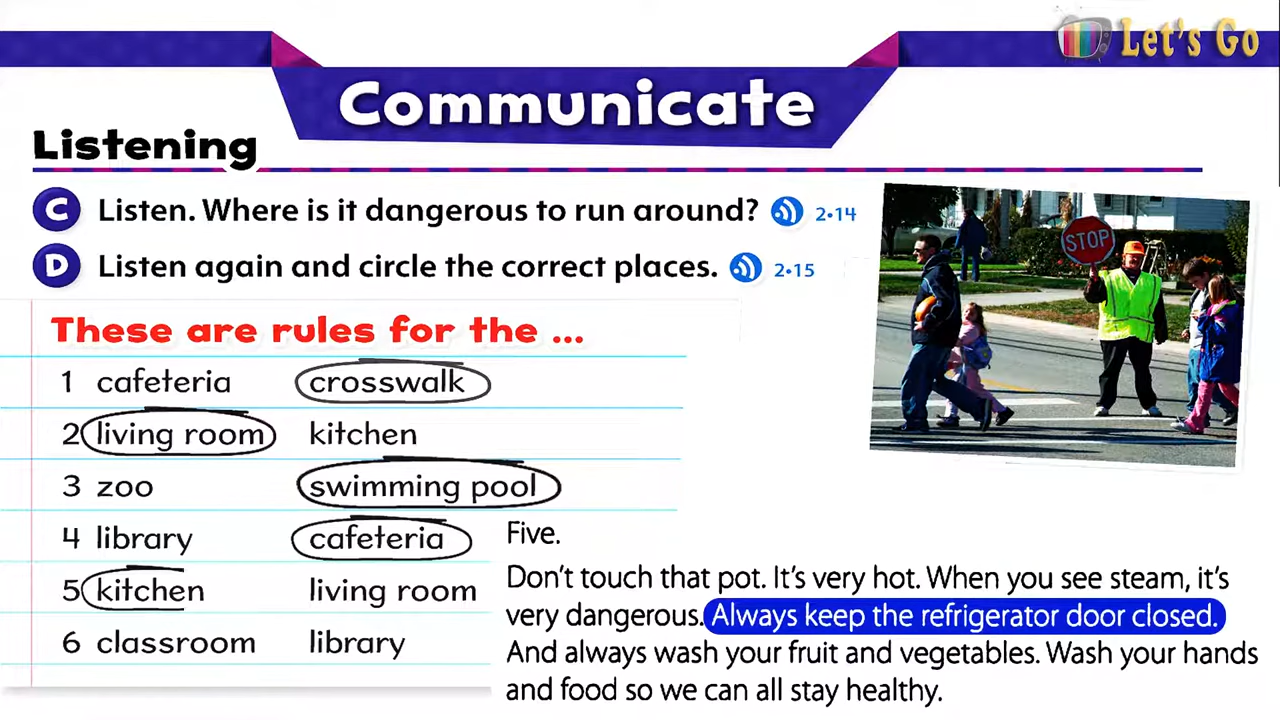 Let's Go
Communicate
Listening
C Listen. Where is it dangerous to run around? 2•14
D Listen again and circle the correct places. 2•15
STOP
These are rules for the ...
1 cafeteria crosswalk
2 living room kitchen
3 zoo swimming pool
4 library cafeteria
5 kitchen living room
6 classroom library
Five.
Don't touch that pot. It's very hot. When you see steam, it's
very dangerous. Always keep the refrigerator door closed.
And always wash your fruit and vegetables. Wash your hands
and food so we can all stay healthy.